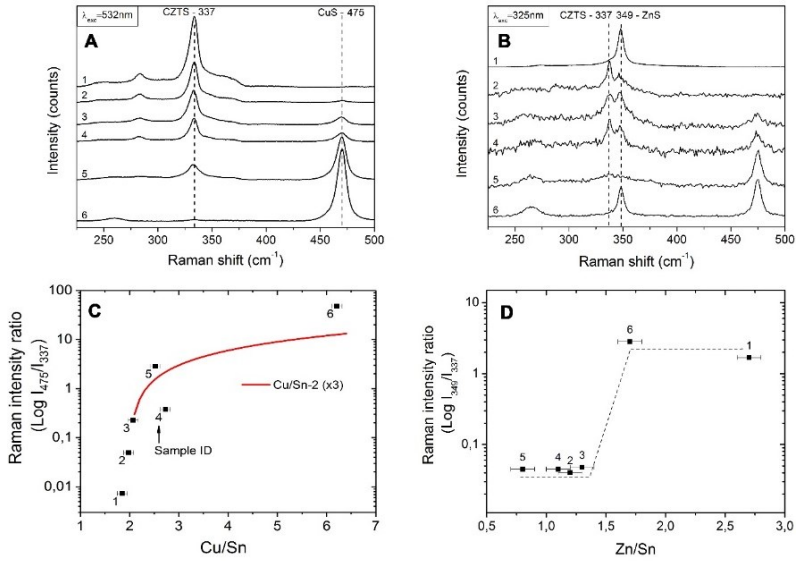 λexc=532nm
CZTS - 337
CuS - 475
A
1
2
3
4
5
6
Intensity (counts)
250 300 350 400 450 500
Raman shift (cm-1)
λexc=325nm
CZTS - 337 349 - ZnS
B
1
2
3
4
5
6
Intensity (counts)
250 300 350 400 450 500
Raman shift (cm-1)
C
100
10
1
0,1
0,01
Raman intensity ratio
(Log I475/I337)
6
5
4
3
2
1
Cu/Sn-2 (x3)
Sample ID
1 2 3 4 5 6 7
Cu/Sn
D
10
1
0,1
Raman intensity ratio
(Log I349/I337)
6
1
5 4 2 3
0,5 1,0 1,5 2,0 2,5 3,0
Zn/Sn